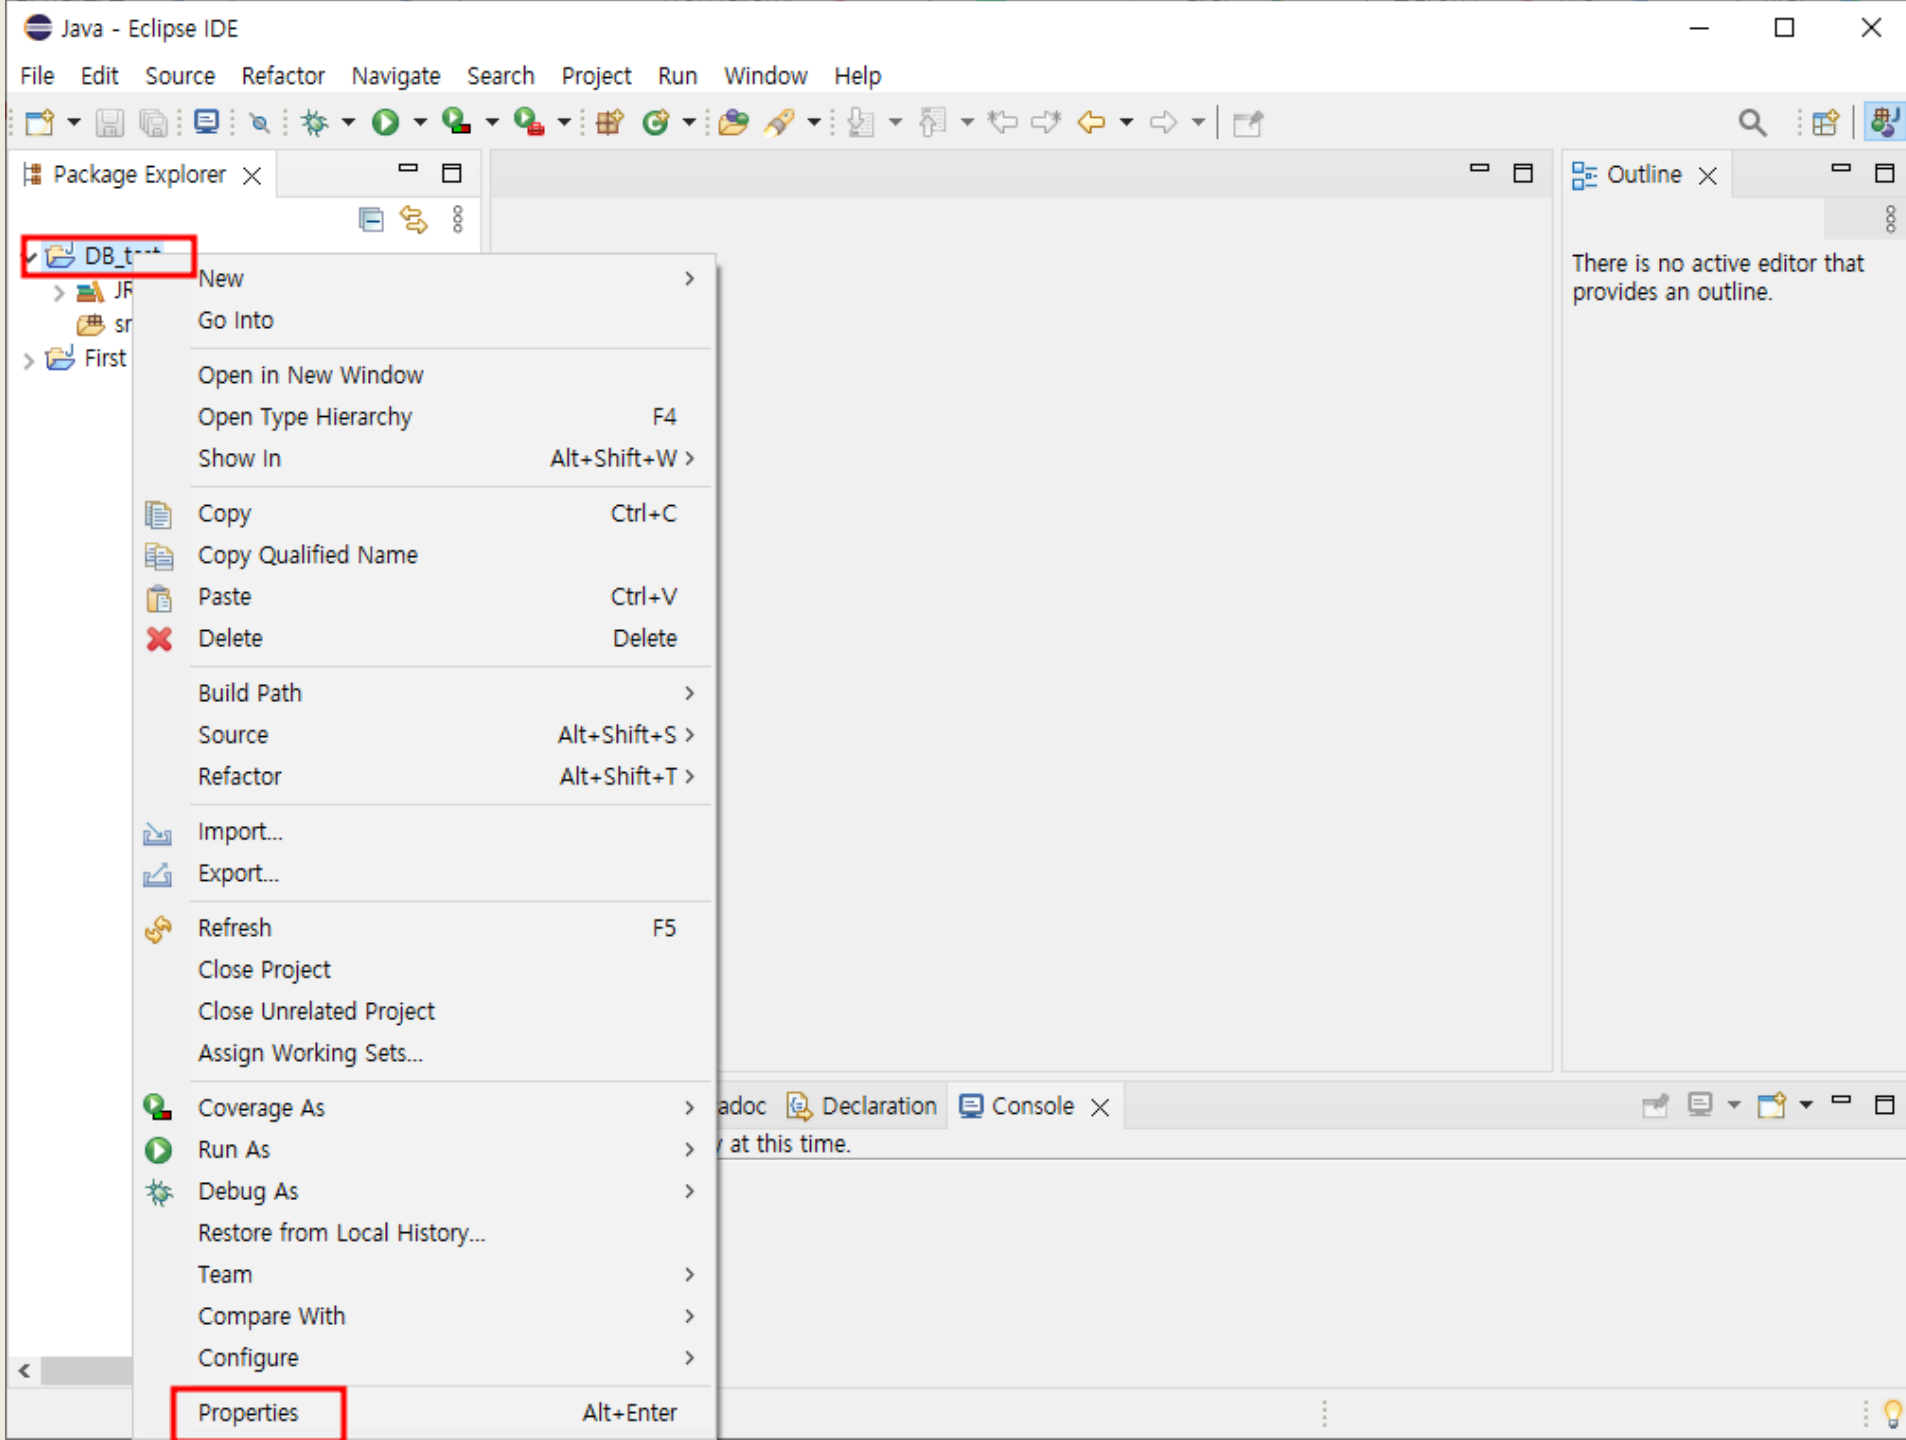 Java - Eclipse IDE
File Edit Source Refactor Navigate Search Project Run Window Help
Package Explorer
Outline
DB_test
There is no active editor that
provides an outline.
First
New
Go Into
Open in New Window
Open Type Hierarchy F4
Show In Alt+Shift+W
Copy Ctrl+C
Copy Qualified Name
Paste Ctrl+V
Delete Delete
Build Path
Source Alt+Shift+S
Refactor Alt+Shift+T
Import...
Export...
Refresh F5
Close Project
Close Unrelated Project
Assign Working Sets...
Coverage As
Run As
Debug As
Restore from Local History...
Team
Compare With
Configure
Properties Alt+Enter
adoc Declaration Console
at this time.